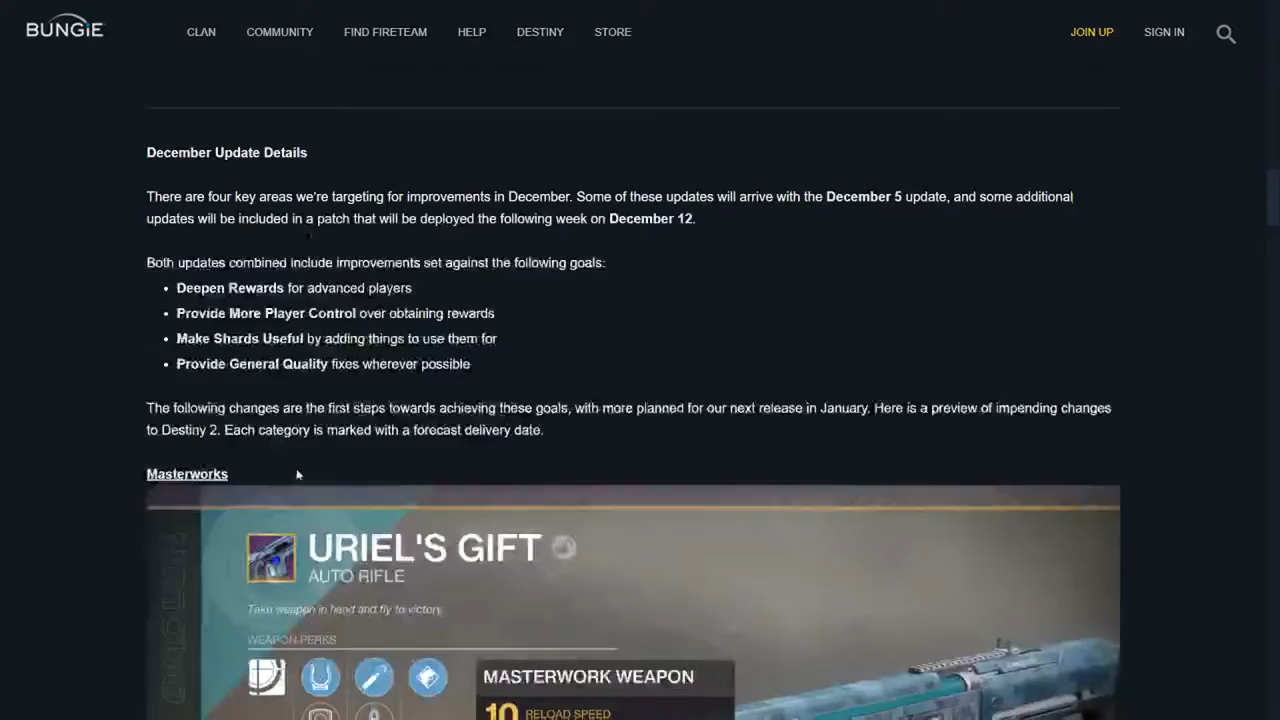 BUNGiE
CLAN COMMUNITY FIND FIRETEAM HELP DESTINY STORE JOIN UP SIGN IN
December Update Details
There are four key areas we're targeting for improvements in December. Some of these updates will arrive with the December 5 update, and some additional
updates will be included in a patch that will be deployed the following week on December 12.
Both updates combined include improvements set against the following goals:
• Deepen Rewards for advanced players
• Provide More Player Control over obtaining rewards
• Make Shards Useful by adding things to use them for
• Provide General Quality fixes wherever possible
The following changes are the first steps towards achieving these goals, with more planned for our next release in January. Here is a preview of impending changes
to Destiny 2. Each category is marked with a forecast delivery date.
Masterworks
URIEL'S GIFT
AUTO RIFLE
Take weapon in hand and fly to victory.
WEAPON PERKS
MASTERWORK WEAPON
10 RELOAD SPEED